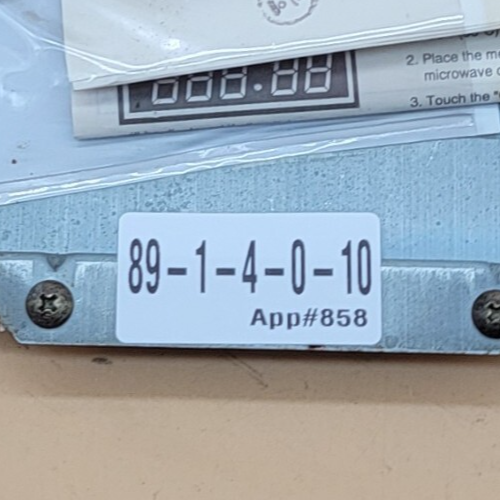 2. Place the
microwave
3. Touch the
888.88
89-1-4-0-10
App#858